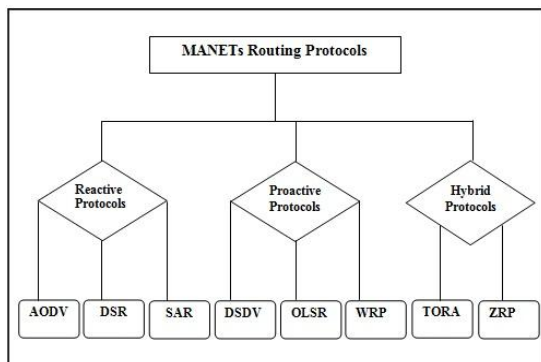 MANETs Routing Protocols
Reactive
Protocols
Proactive
Protocols
Hybrid
Protocols
AODV
DSR
SAR
DSDV
OLSR
WRP
TORA
ZRP